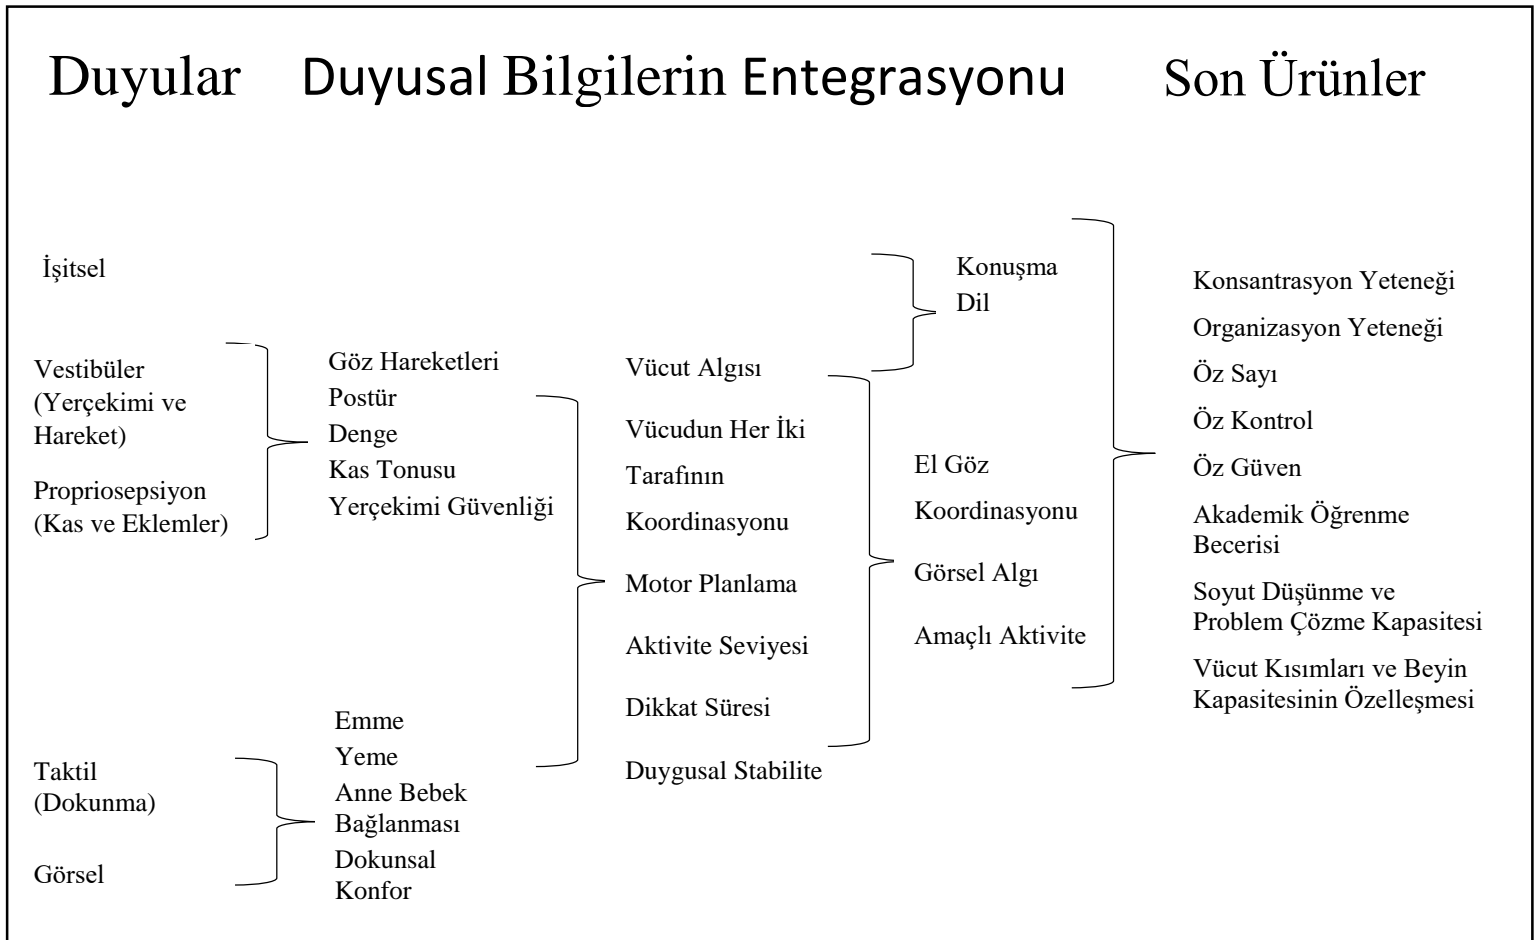 Duyular Duyusal Bilgilerin Entegrasyonu Son Ürünler
İşitsel
Vestibüler
(Yerçekimi ve
Hareket)
Propriosepsiyon
(Kas ve Eklemler)
Taktil
(Dokunma)
Görsel
Göz Hareketleri
Postür
Denge
Kas Tonusu
Yerçekimi Güvenliği
Emme
Yeme
Anne Bebek
Bağlanması
Dokunsal
Konfor
Vücut Algısı
Vücudun Her İki
Tarafının
Koordinasyonu
Motor Planlama
Aktivite Seviyesi
Dikkat Süresi
Duygusal Stabilite
Konuşma
Dil
El Göz
Koordinasyonu
Görsel Algı
Amaçlı Aktivite
Konsantrasyon Yeteneği
Organizasyon Yeteneği
Öz Sayı
Öz Kontrol
Öz Güven
Akademik Öğrenme
Becerisi
Soyut Düşünme ve
Problem Çözme Kapasitesi
Vücut Kısımları ve Beyin
Kapasitesinin Özelleşmesi